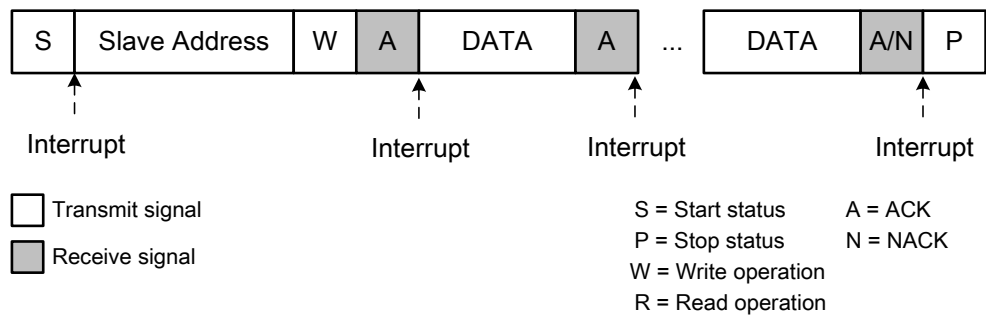 S Slave Address W A DATA A ... DATA A/N P
Interrupt Interrupt Interrupt Interrupt
Transmit signal
Receive signal
S = Start status A = ACK
P = Stop status N = NACK
W = Write operation
R = Read operation